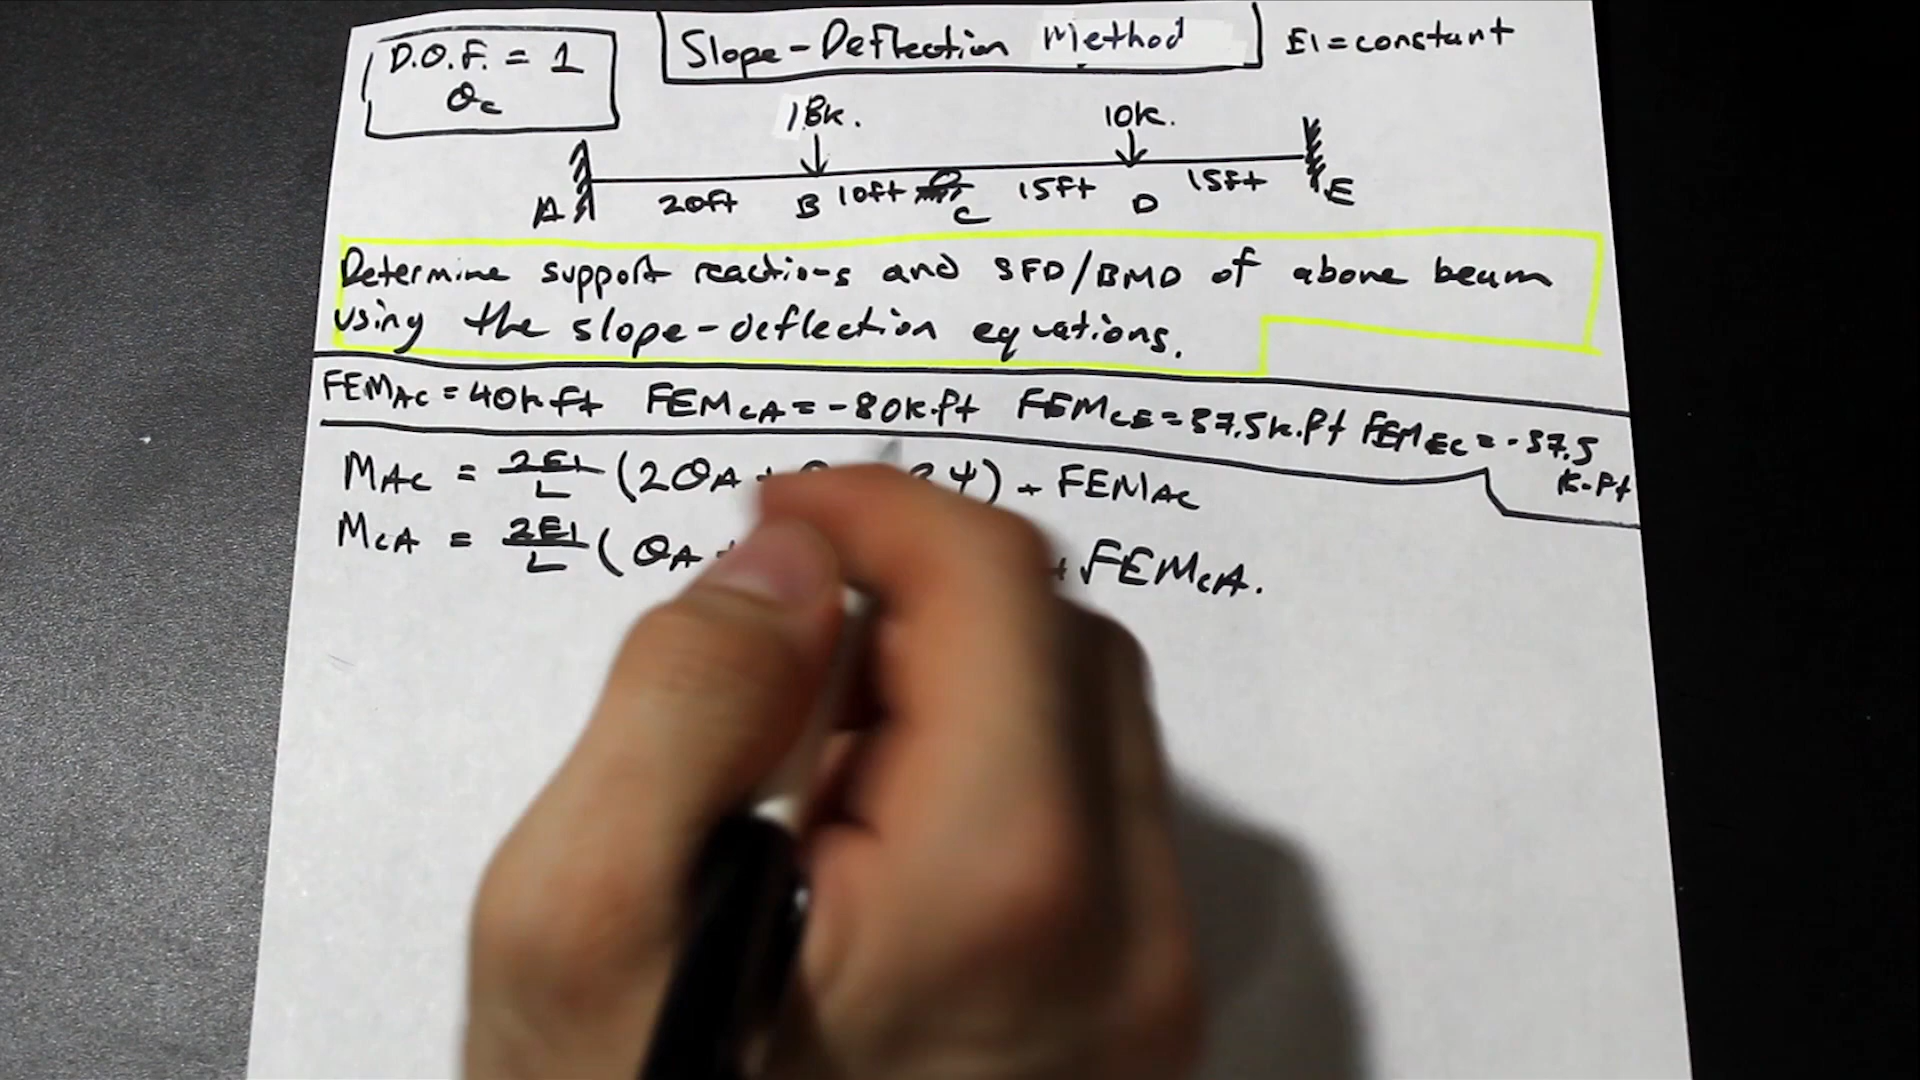 D.O.F. = 1
θc
Slope-Deflection Method
EI = constant
18k. 10k.
A 20ft B 10ft C 15ft D 15ft E
Determine support reactions and SFD/BMD of above beam
using the slope-deflection equations.
FEMAC = 40k.ft FEMCA = -80k.ft FEMCE = 37.5k.ft FEMEC = -37.5
k.ft
MAC = 2EI/L (2θA + ψ) + FEMAC
MCA = 2EI/L (θA + + FEMCA.